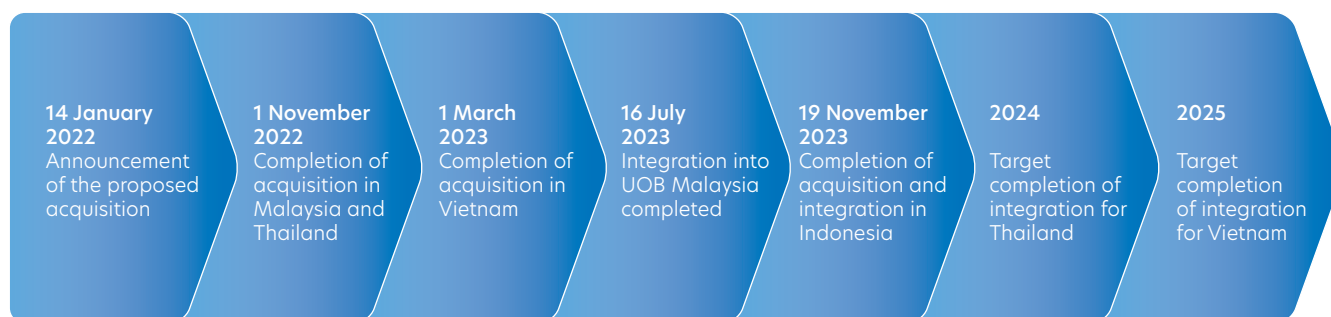 14 January
2022
Announcement
of the proposed
acquisition
1 November
2022
Completion of
acquisition in
Malaysia and
Thailand
1 March
2023
Completion of
acquisition in
Vietnam
16 July
2023
Integration into
UOB Malaysia
completed
19 November
2023
Completion of
acquisition and
integration in
Indonesia
2024
Target
completion of
integration for
Thailand
2025
Target
completion
of integration
for Vietnam